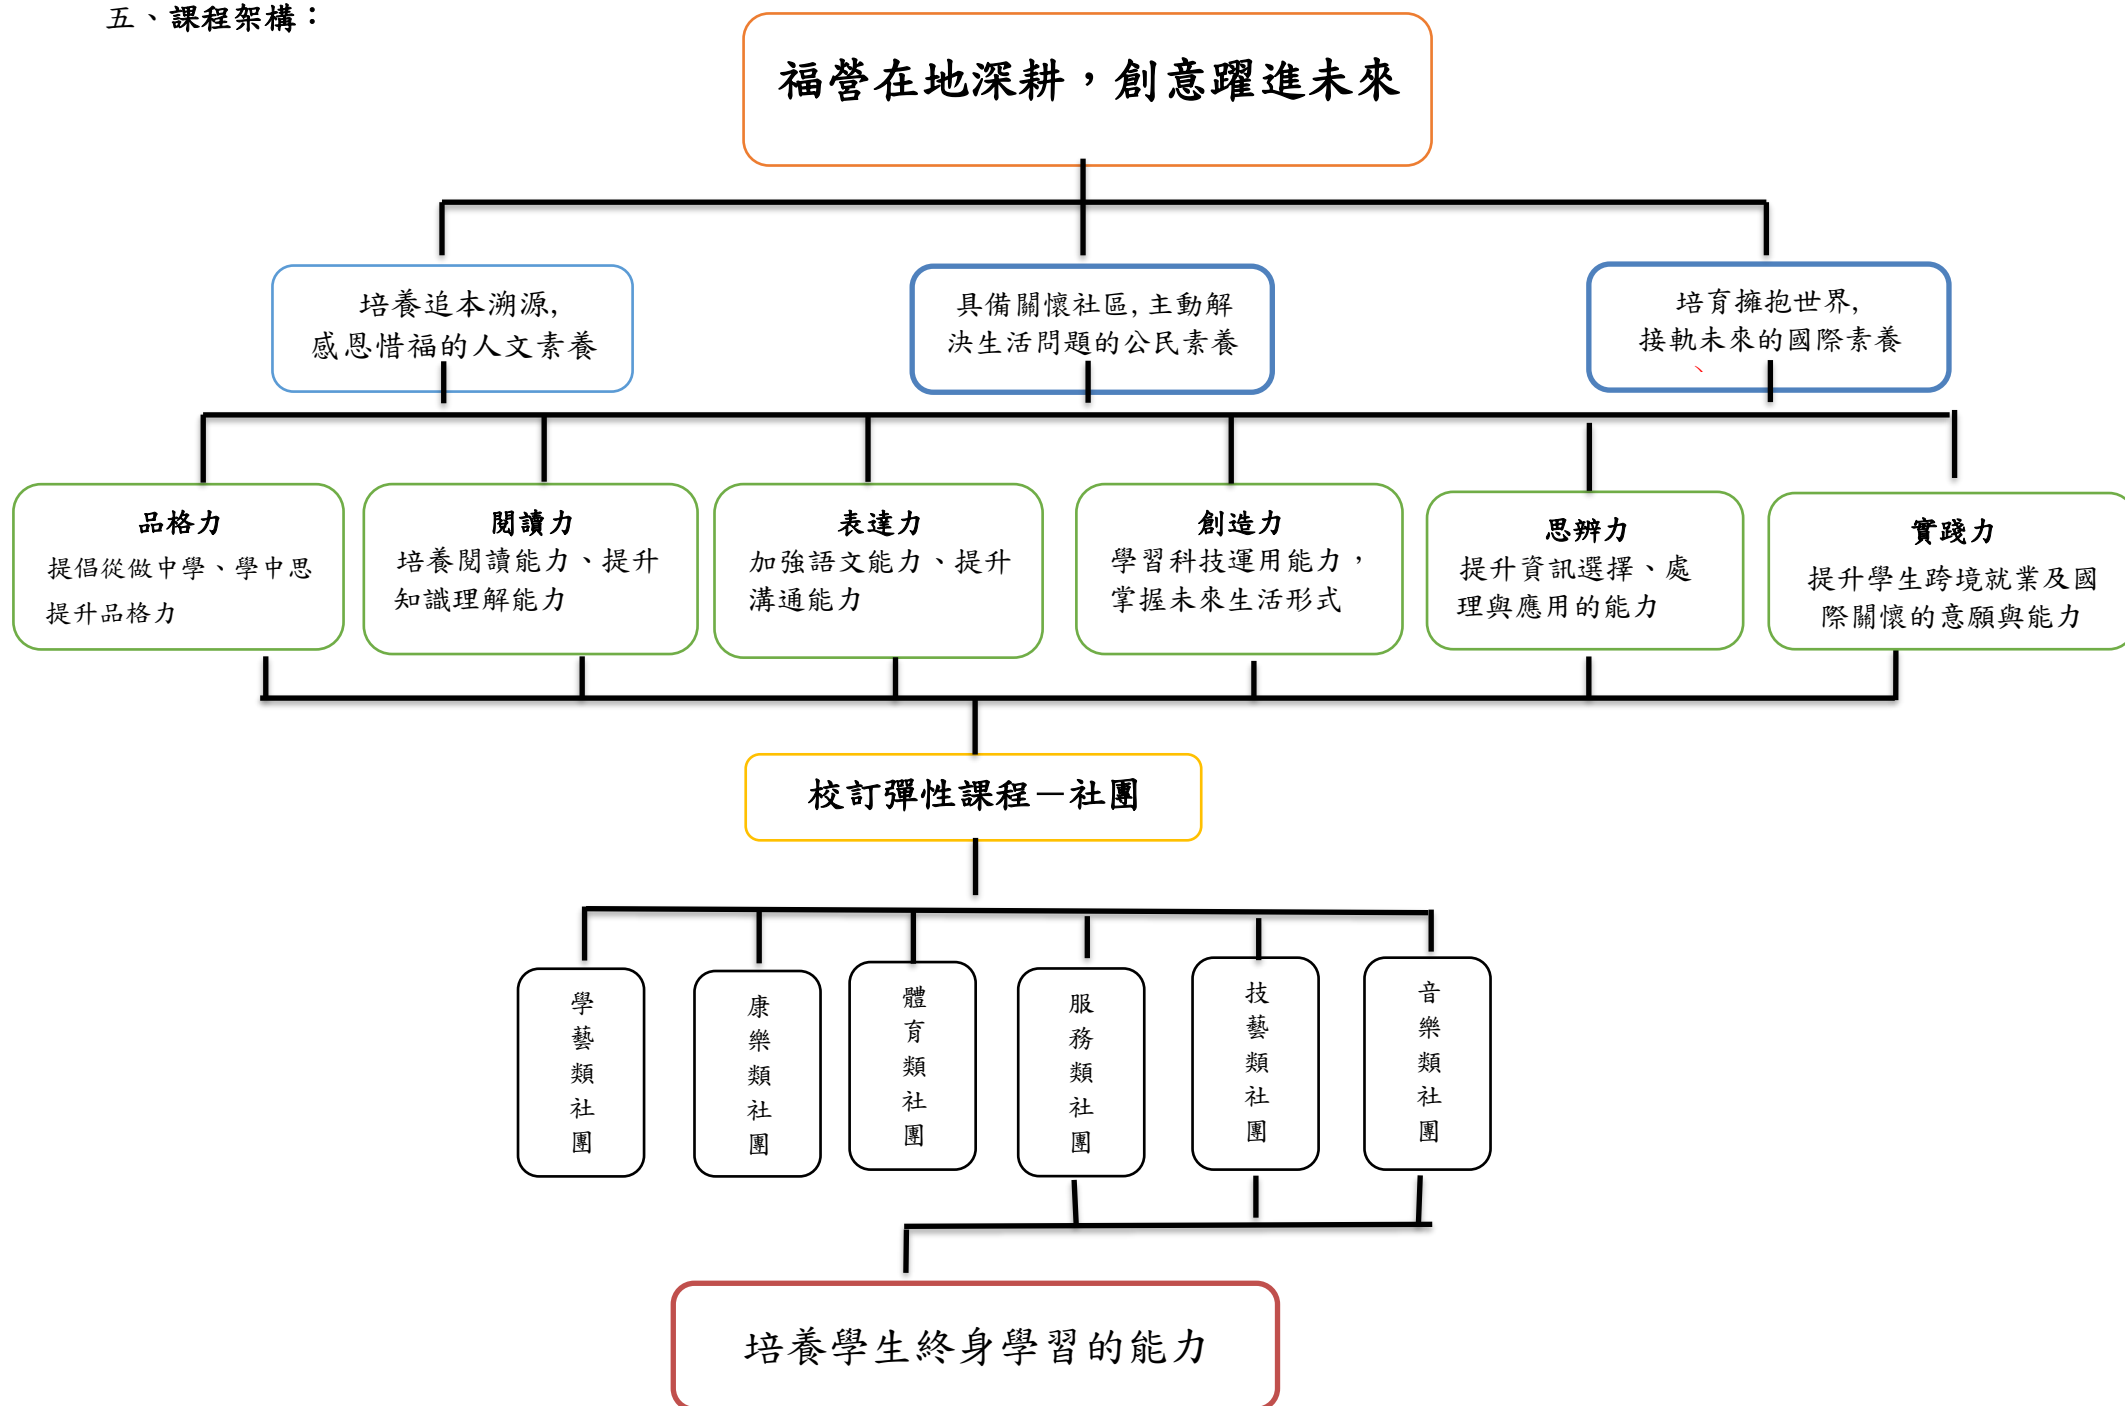 五、課程架構：
福營在地深耕，創意躍進未來
培養追本溯源,
感恩惜福的人文素養
具備關懷社區,主動解
決生活問題的公民素養
培育擁抱世界,
接軌未來的國際素養
、
品格力
提倡從做中學、學中思
提升品格力
閱讀力
培養閱讀能力、提升
知識理解能力
表達力
加強語文能力、提升
溝通能力
創造力
學習科技運用能力，
掌握未來生活形式
思辨力
提升資訊選擇、處
理與應用的能力
實踐力
提升學生跨境就業及國
際關懷的意願與能力
校訂彈性課程－社團
學藝類社團
康樂類社團
體育類社團
服務類社團
技藝類社團
音樂類社團
培養學生終身學習的能力